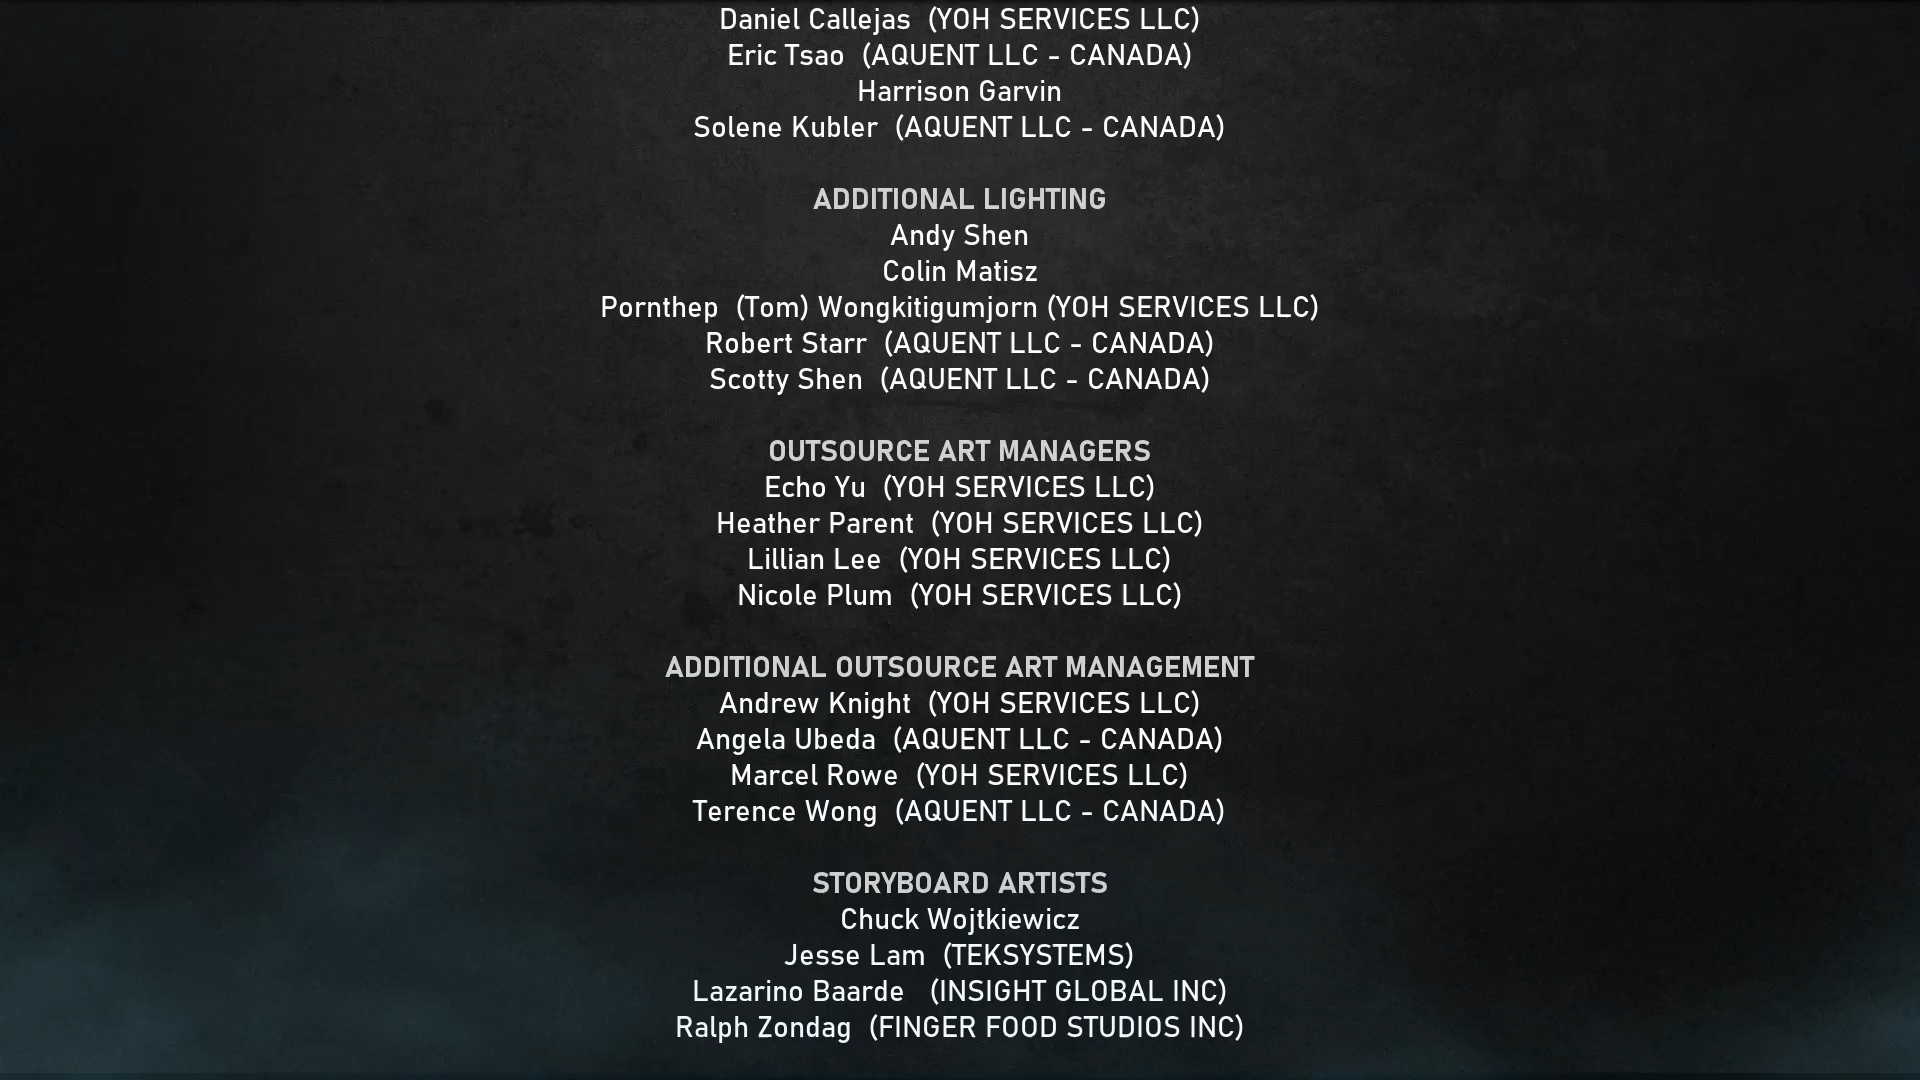 Daniel Callejas  (YOH SERVICES LLC)
Eric Tsao  (AQUENT LLC - CANADA)
Harrison Garvin
Solene Kubler  (AQUENT LLC - CANADA)
ADDITIONAL LIGHTING
Andy Shen
Colin Matisz
Pornthep  (Tom) Wongkitigumjorn (YOH SERVICES LLC)
Robert Starr  (AQUENT LLC - CANADA)
Scotty Shen  (AQUENT LLC - CANADA)
OUTSOURCE ART MANAGERS
Echo Yu  (YOH SERVICES LLC)
Heather Parent  (YOH SERVICES LLC)
Lillian Lee  (YOH SERVICES LLC)
Nicole Plum  (YOH SERVICES LLC)
ADDITIONAL OUTSOURCE ART MANAGEMENT
Andrew Knight  (YOH SERVICES LLC)
Angela Ubeda  (AQUENT LLC - CANADA)
Marcel Rowe  (YOH SERVICES LLC)
Terence Wong  (AQUENT LLC - CANADA)
STORYBOARD ARTISTS
Chuck Wojtkiewicz
Jesse Lam  (TEKSYSTEMS)
Lazarino Baarde   (INSIGHT GLOBAL INC)
Ralph Zondag  (FINGER FOOD STUDIOS INC)